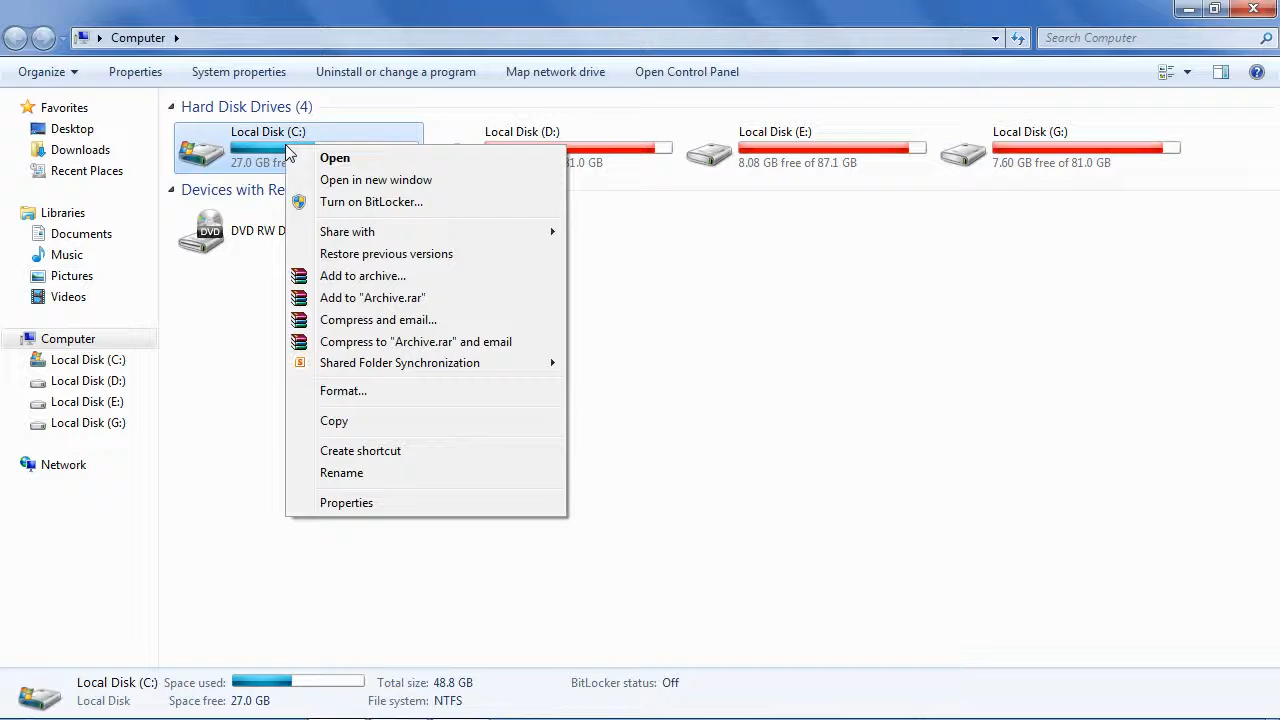 Computer
Search Computer
Organize
Properties
System properties
Uninstall or change a program
Map network drive
Open Control Panel
Favorites
Desktop
Downloads
Recent Places
Libraries
Documents
Music
Pictures
Videos
Computer
Local Disk (C:)
Local Disk (D:)
Local Disk (E:)
Local Disk (G:)
Network
Hard Disk Drives (4)
Local Disk (C:)
27.0 GB
Local Disk (D:)
Local Disk (E:)
8.08 GB free of 87.1 GB
Local Disk (G:)
7.60 GB free of 81.0 GB
Devices with
DVD RW
DVD
Open
Open in new window
Turn on BitLocker...
Share with
Restore previous versions
Add to archive...
Add to "Archive.rar"
Compress and email...
Compress to "Archive.rar" and email
Shared Folder Synchronization
Format...
Copy
Create shortcut
Rename
Properties
Local Disk (C:) Space used: Total size: 48.8 GB BitLocker status: Off
Local Disk Space free: 27.0 GB File system: NTFS